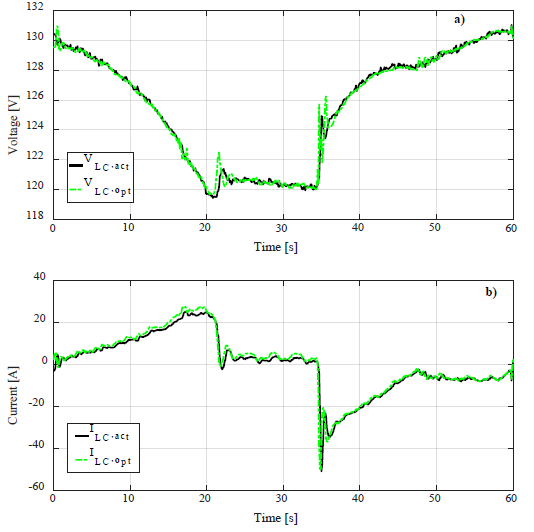 132
130
128
126
124
122
120
118
Voltage [V]
a)
V LC·act
V LC·opt
0 10 20 30 40 50 60
Time [s]
40
20
0
-20
-40
-60
Current [A]
b)
I LC·act
I LC·opt
0 10 20 30 40 50 60
Time [s]